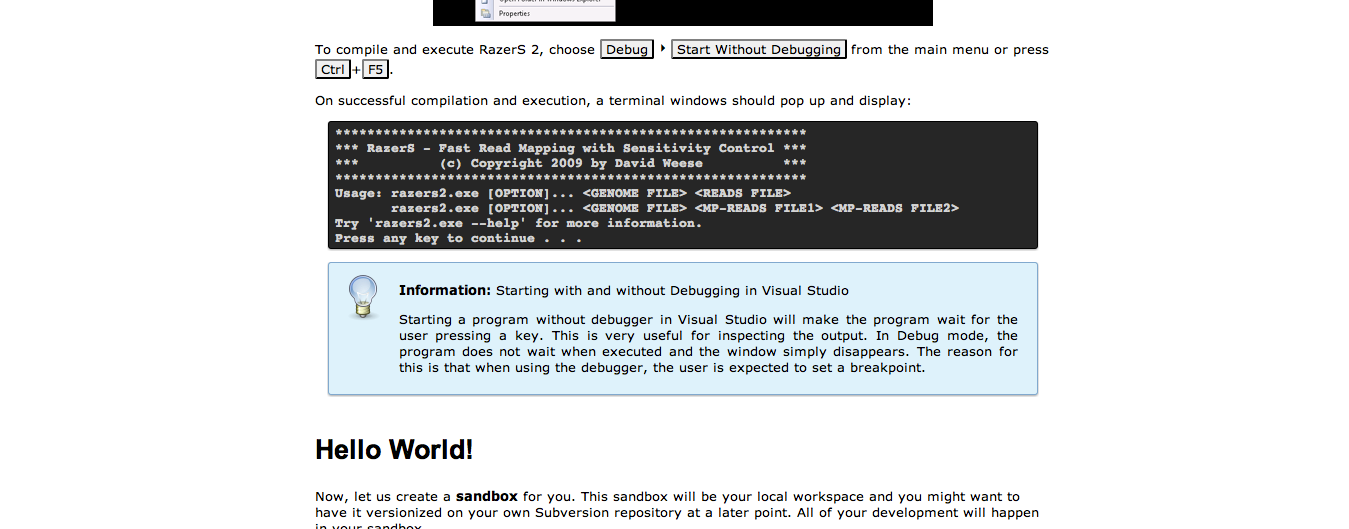 Properties
To compile and execute RazerS 2, choose Debug ‣ Start Without Debugging from the main menu or press
Ctrl+F5.
On successful compilation and execution, a terminal windows should pop up and display:
***********************************************************
*** RazerS - Fast Read Mapping with Sensitivity Control ***
***          (c) Copyright 2009 by David Weese          ***
***********************************************************
Usage: razers2.exe [OPTION]... <GENOME FILE> <READS FILE>
       razers2.exe [OPTION]... <GENOME FILE> <MP-READS FILE1> <MP-READS FILE2>
Try 'razers2.exe --help' for more information.
Press any key to continue . . .
Information: Starting with and without Debugging in Visual Studio
Starting a program without debugger in Visual Studio will make the program wait for the
user pressing a key. This is very useful for inspecting the output. In Debug mode, the
program does not wait when executed and the window simply disappears. The reason for
this is that when using the debugger, the user is expected to set a breakpoint.
Hello World!
Now, let us create a sandbox for you. This sandbox will be your local workspace and you might want to
have it versionized on your own Subversion repository at a later point. All of your development will happen
in your sandbox